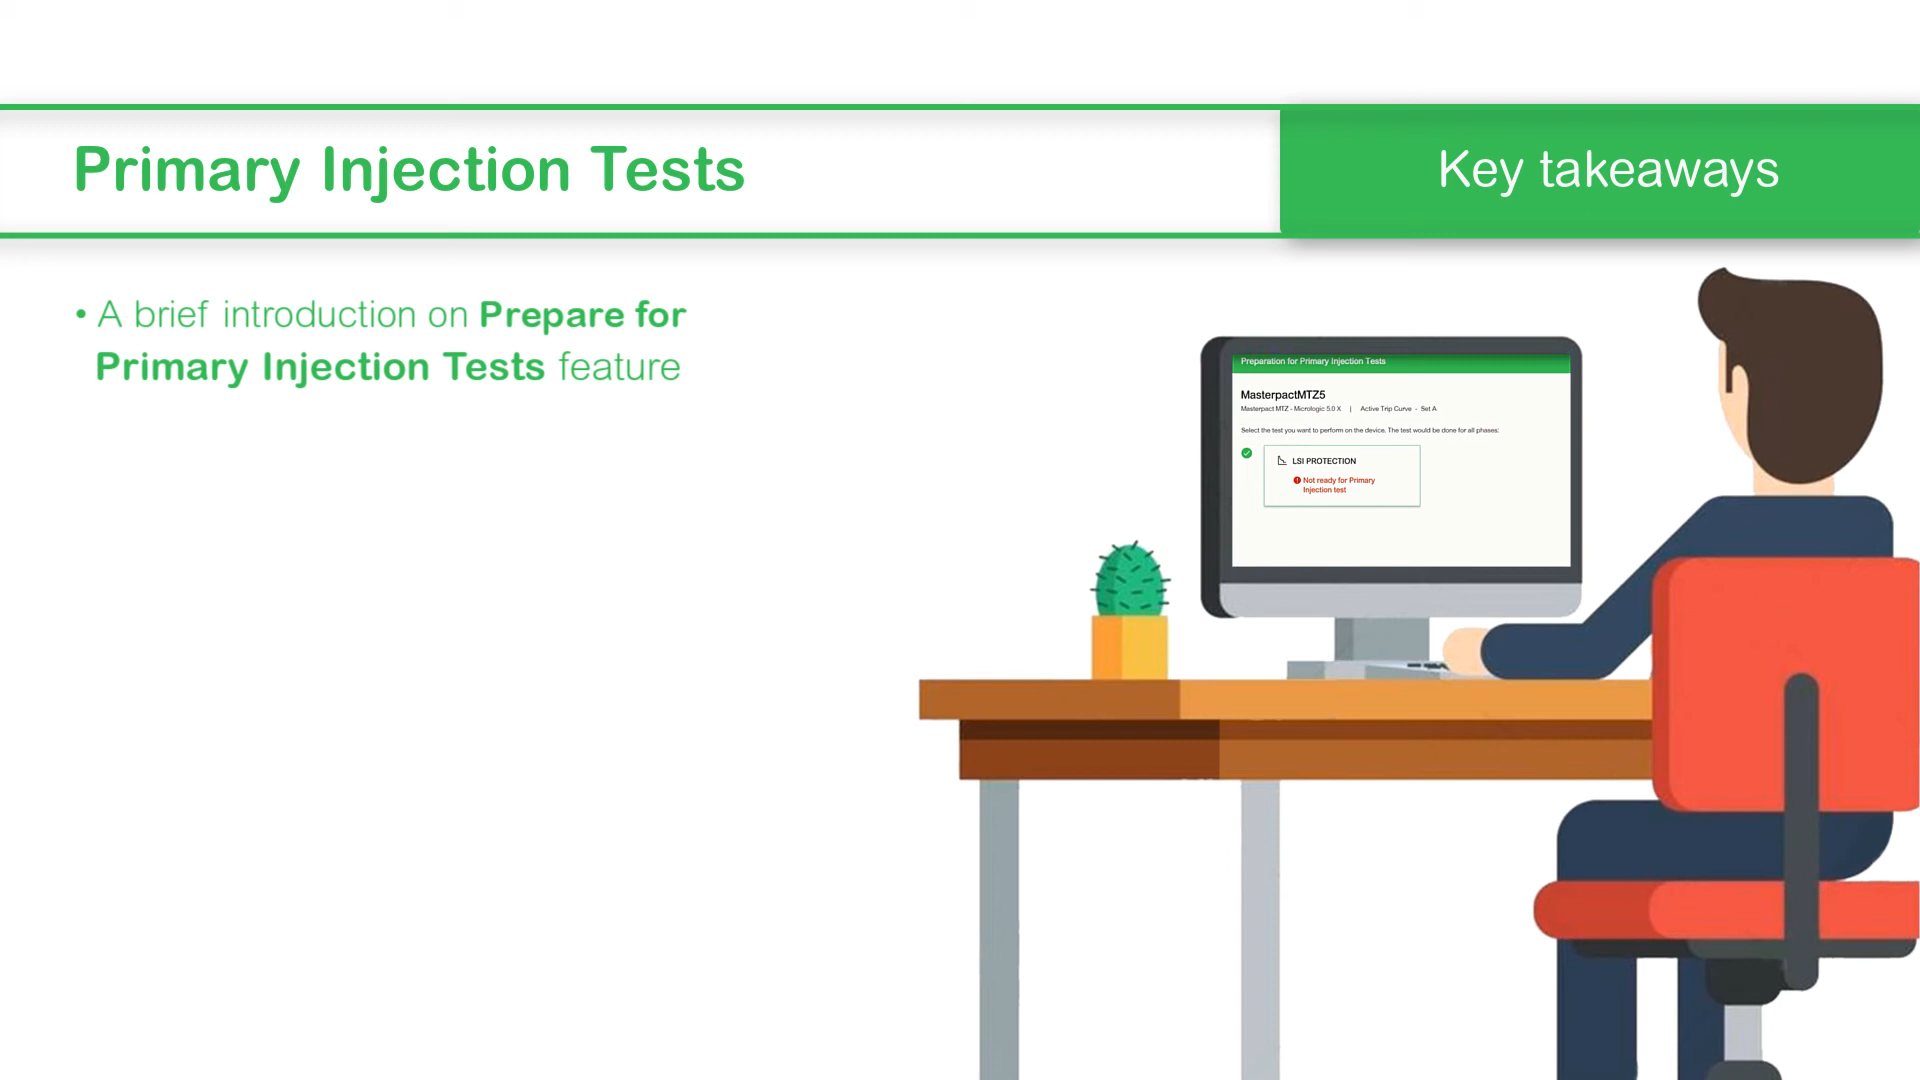 Primary Injection Tests
Key takeaways
• A brief introduction on Prepare for
Primary Injection Tests feature
Preparation for Primary Injection Tests
MasterpactMTZ5
Masterpact MTZ - Micrologic 5.0 X | Active Trip Curve - Set A
Select the test you want to perform on the device. The test would be done for all phases:
LSI PROTECTION
Not ready for Primary
Injection test